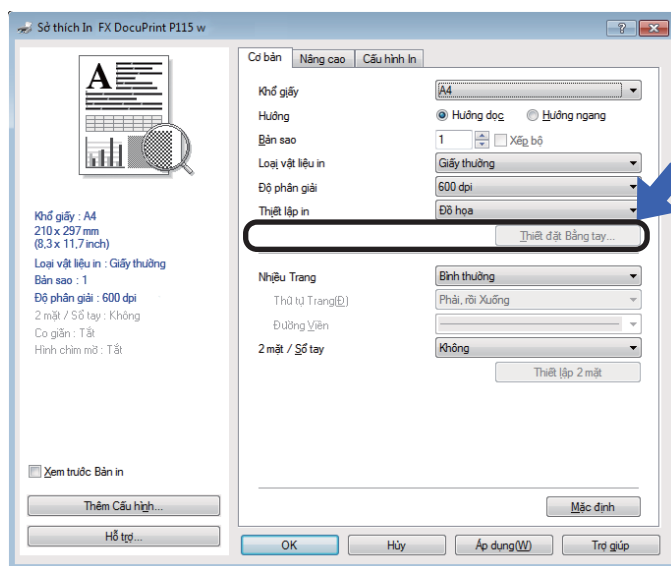 Sở thích In FX DocuPrint P115 w
Cơ bản Nâng cao Cấu hình In
A
Khổ giấy A4
Hướng Hướng dọc Hướng ngang
Bản sao 1 Xếp bộ
Loại vật liệu in Giấy thường
Độ phân giải 600 dpi
Thiết lập in Đồ họa
Thiết đặt Bằng tay...
Nhiều Trang Bình thường
Thứ tự Trang(Đ) Phải, rồi Xuống
Đường Viền
2 mặt / Sổ tay Không
Thiết lập 2 mặt
Khổ giấy : A4
210 x 297 mm
(8,3 x 11,7 inch)
Loại vật liệu in : Giấy thường
Bản sao : 1
Độ phân giải : 600 dpi
2 mặt / Sổ tay : Không
Co giãn : Tắt
Hình chìm mờ : Tắt
Xem trước Bản in
Thêm Cấu hình...
Hỗ trợ...
Mặc định
OK Hủy Áp dụng(W) Trợ giúp